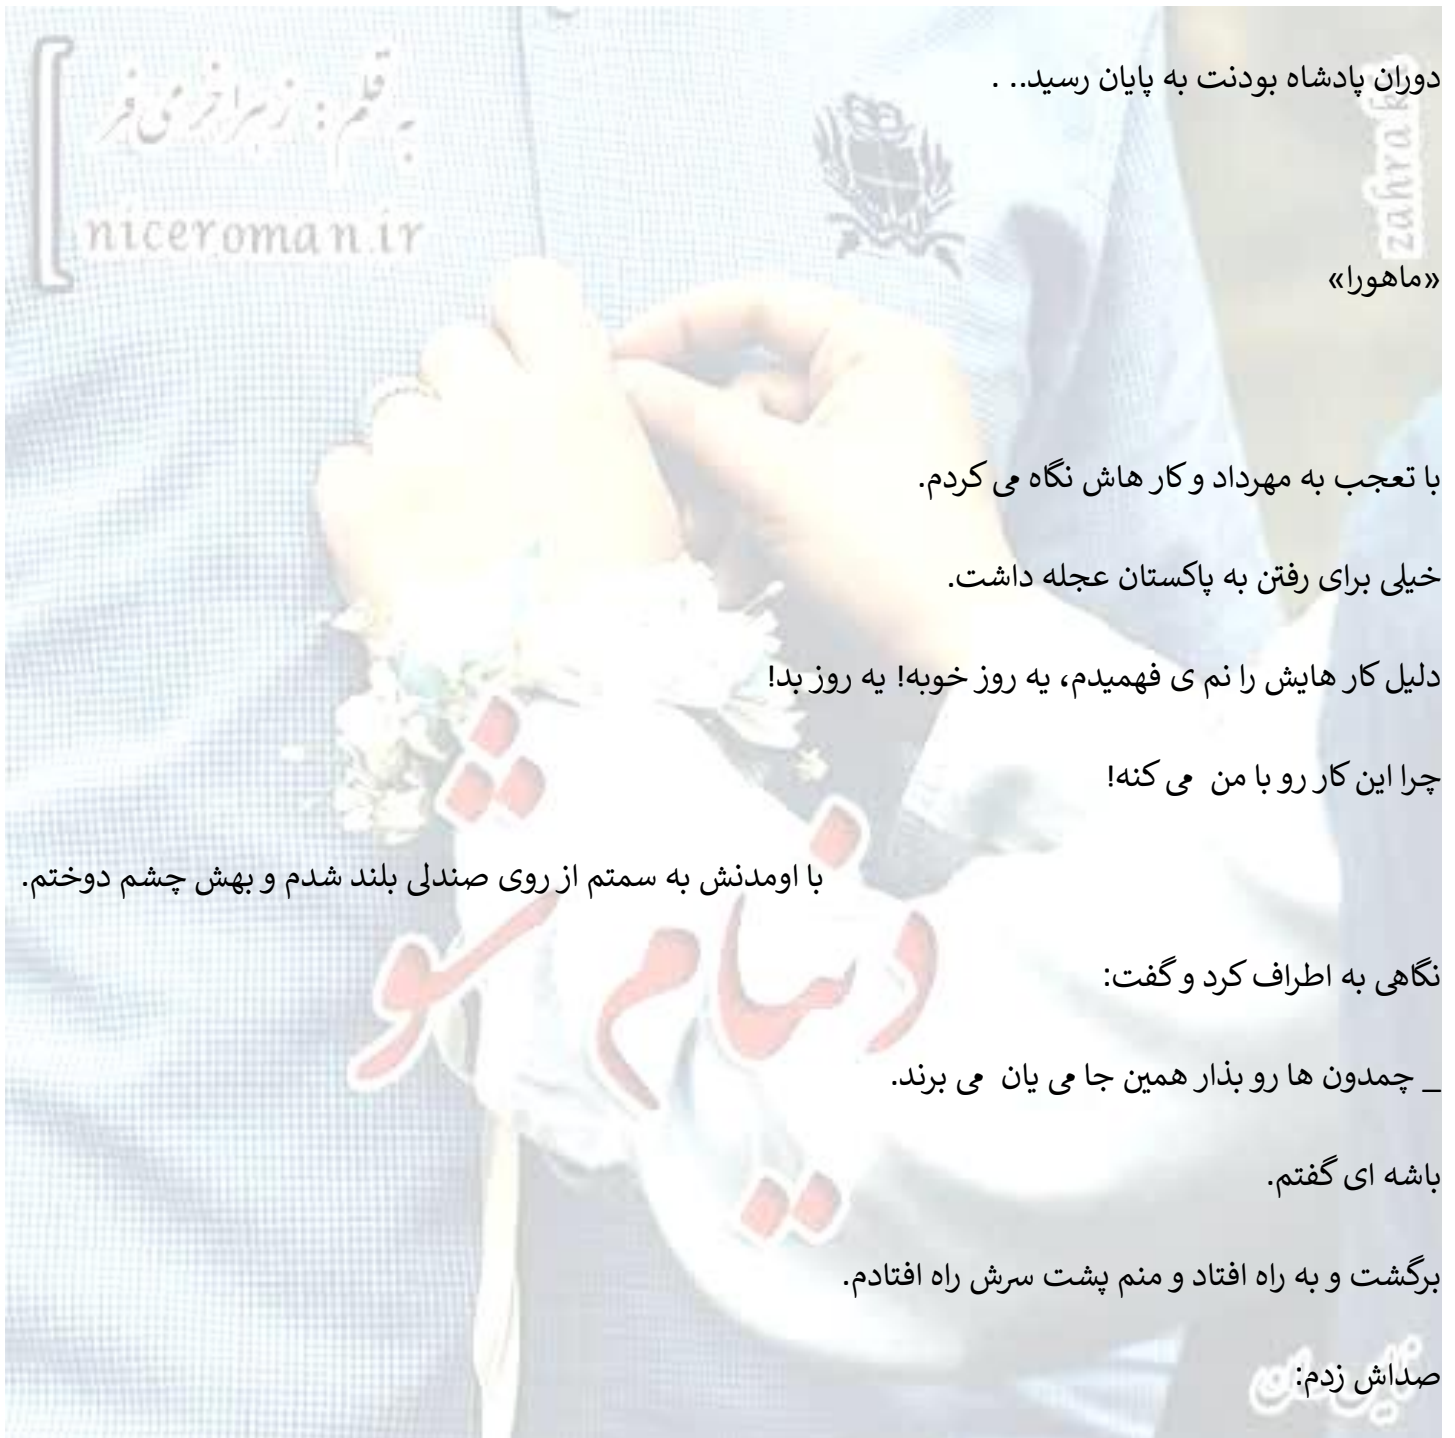 دوران پادشاه بودنت به پایان رسید.. .
به قلم : زهرا خزمی فر
niceroman.ir
zahrak
«ماهورا»
با تعجب به مهرداد و کار هاش نگاه می کردم.
خیلی برای رفتن به پاکستان عجله داشت.
دلیل کار هایش را نم ی فهمیدم، یه روز خوبه! یه روز بد!
چرا این کار رو با من می کنه!
با اومدنش به سمتم از روی صندلی بلند شدم و بهش چشم دوختم.
دنیام شو
نگاهی به اطراف کرد و گفت:
_ چمدون ها رو بذار همین جا می یان می برند.
باشه ای گفتم.
برگشت و به راه افتاد و منم پشت سرش راه افتادم.
صداش زدم: